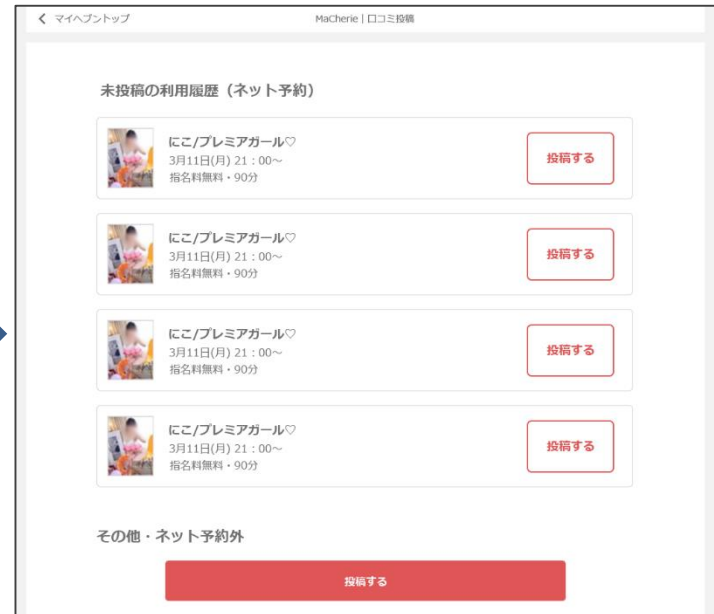 マイヘブントップ
MaCherie | 口コミ投稿
未投稿の利用履歴（ネット予約）
にこ/プレミアガール♡
3月11日(月) 21：00～
指名料無料・90分
投稿する
にこ/プレミアガール♡
3月11日(月) 21：00～
指名料無料・90分
投稿する
にこ/プレミアガール♡
3月11日(月) 21：00～
指名料無料・90分
投稿する
にこ/プレミアガール♡
3月11日(月) 21：00～
指名料無料・90分
投稿する
その他・ネット予約外
投稿する